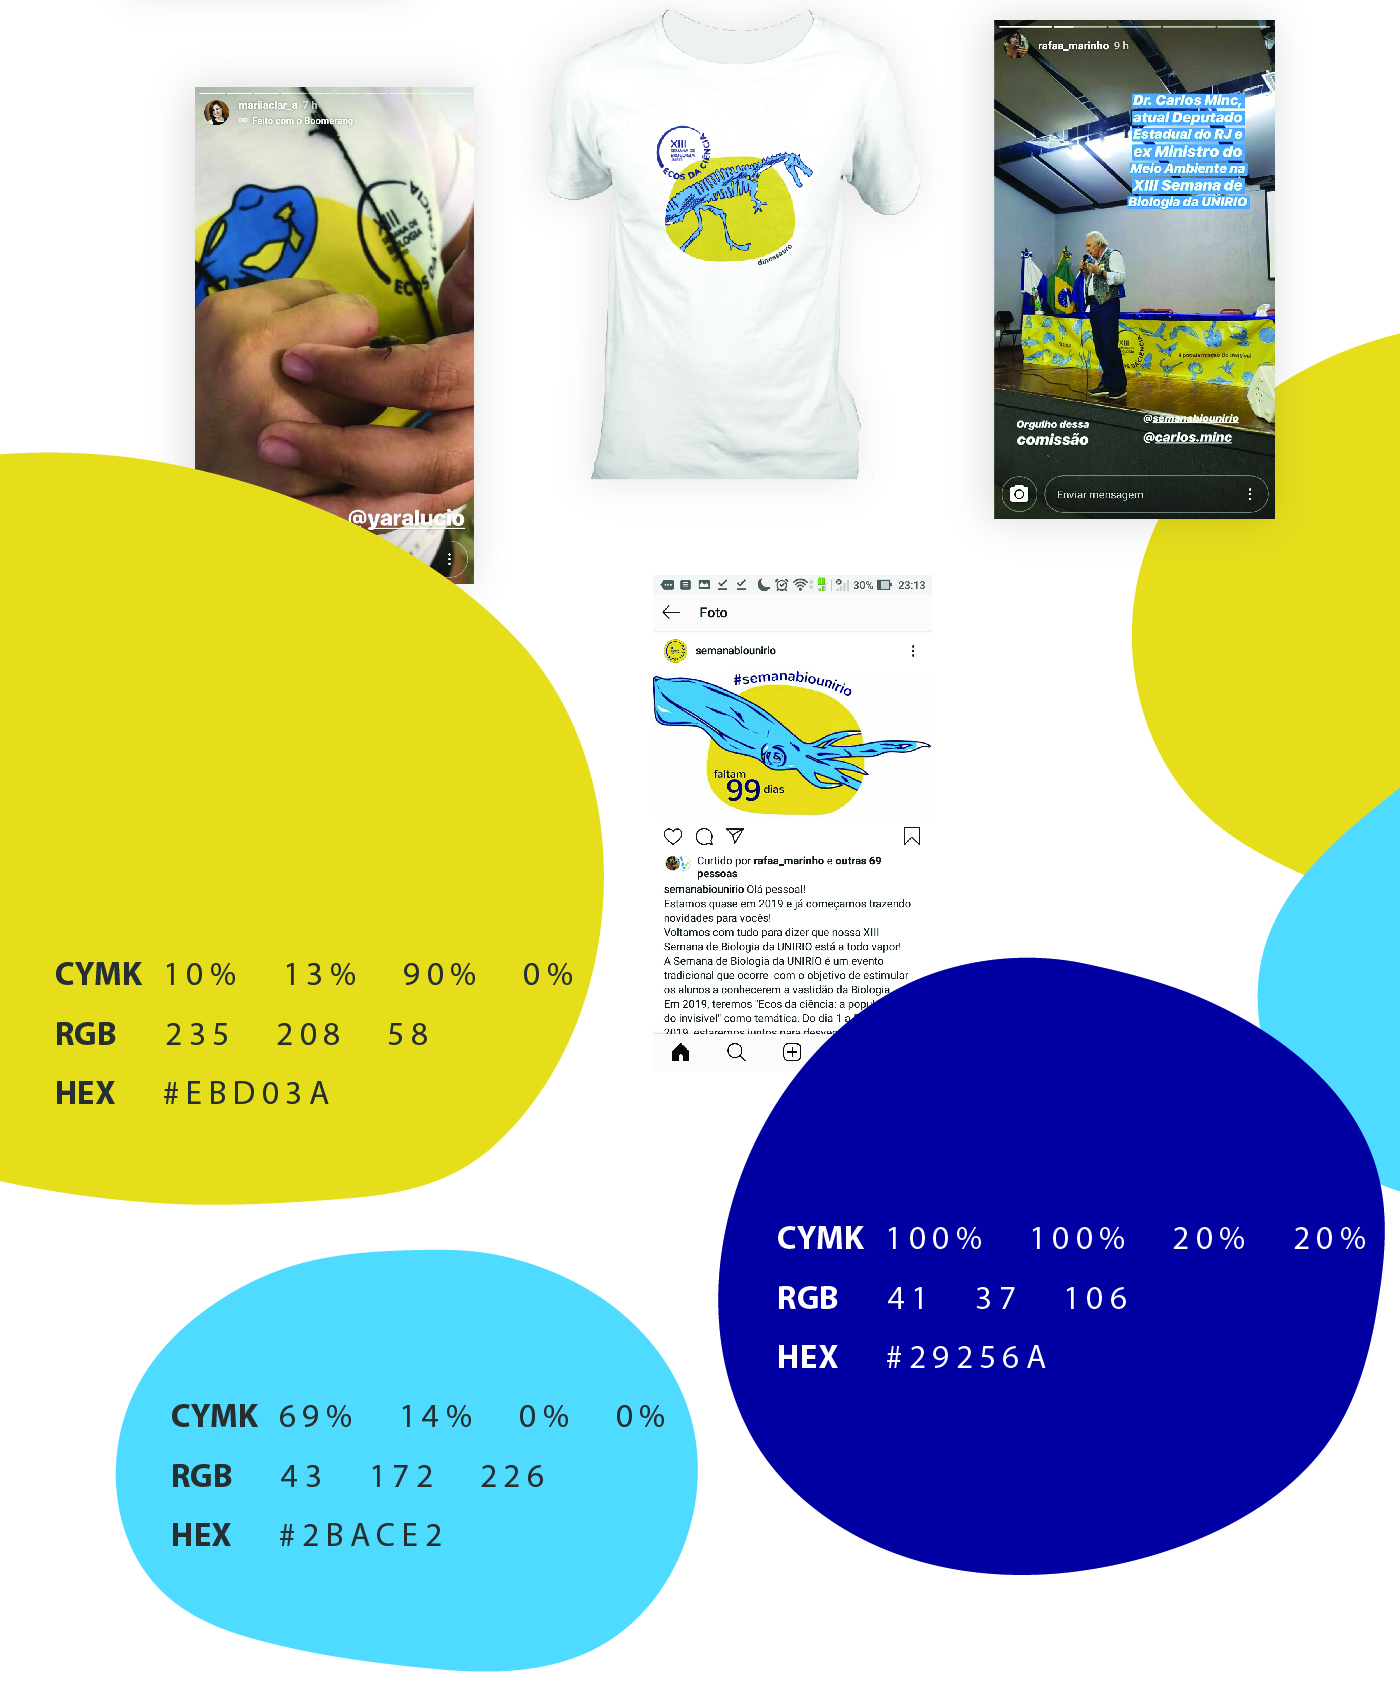 mariiaclar_a 7 h
Feito com o Boomerang
XIII
ECOS DA CIÊNCIA
@yaralucio
XIII
SEMANA DE
BIOLOGIA
UNIRIO
ECOS DA CIÊNCIA
dinossauro
rafaa_marinho 9 h
Dr. Carlos Minc,
atual Deputado
Estadual do RJ e
ex Ministro do
Meio Ambiente na
XIII Semana de
Biologia da UNIRIO
XIII
a popularização do invisível
Orgulho dessa
comissão
@semanabiounirio
@carlos.minc
Enviar mensagem
30% 23:13
Foto
semanabiounirio
#semanabiounirio
faltam
99 dias
Curtido por rafaa_marinho e outras 69
pessoas
semanabiounirio Olá pessoal!
Estamos quase em 2019 e já começamos trazendo
novidades para vocês!
Voltamos com tudo para dizer que nossa XIII
Semana de Biologia da UNIRIO está a todo vapor!
A Semana de Biologia da UNIRIO é um evento
tradicional que ocorre com o objetivo de estimular
os alunos a conhecerem a vastidão da Biologia.
Em 2019, teremos "Ecos da ciência: a popu
do invisível" como temática. Do dia 1 a
2019, estaremos juntos para desven
CYMK 10% 13% 90% 0%
RGB 235 208 58
HEX #EBD03A
CYMK 100% 100% 20% 20%
RGB 41 37 106
HEX #29256A
CYMK 69% 14% 0% 0%
RGB 43 172 226
HEX #2BACE2